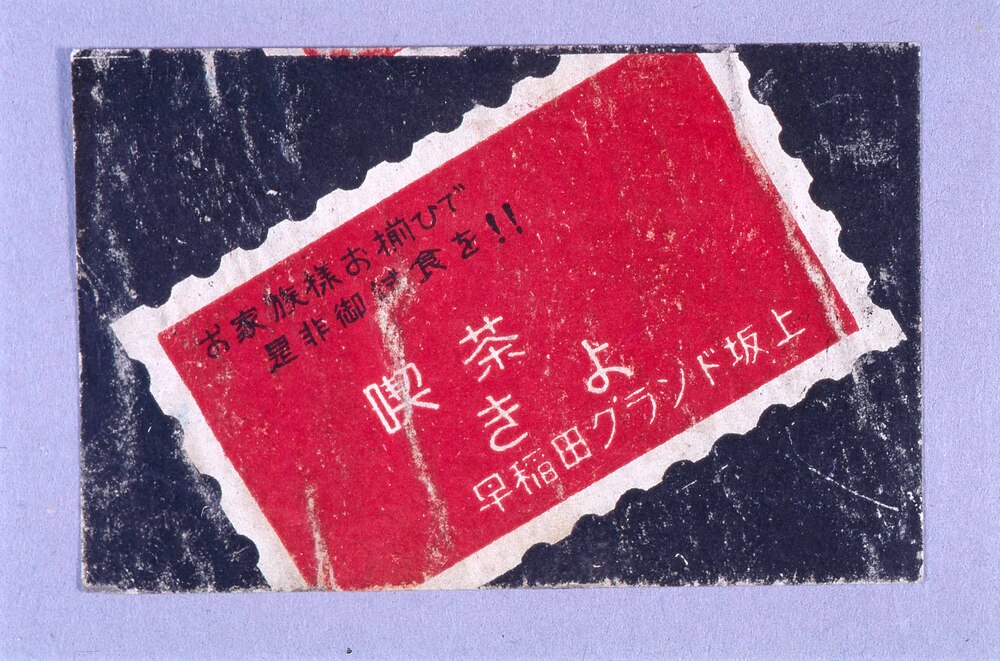 お家族様お揃ひで
是非御伴食を!!
喫茶
きよ
早稲田グランド坂上